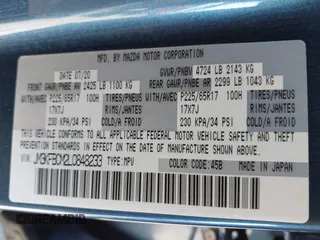 MFD. BY MAZDA MOTOR CORPORATION
DATE 07/20 GVWR/PNBV 4724 LB 2143 KG
FRONT GAWR/PNBE AV 2425 LB 1100 KG REAR GAWR/PNBE AR 2299 LB 1043 KG
WITH/AVEC P225/65R17 100H TIRES/PNEUS WITH/AVEC P225/65R17 100H TIRES/PNEUS
17X7J RIMS/JANTES 17X7J RIMS/JANTES
230 KPA/34 PSI COLD/A FROID 230 KPA/34 PSI COLD/A FROID
THIS VEHICLE CONFORMS TO ALL APPLICABLE FEDERAL MOTOR VEHICLE SAFETY, BUMPER, AND THEFT PREVENTION STANDARDS IN EFFECT ON
THE DATE OF MANUFACTURE SHOWN ABOVE.
JM3KFBCM2L0848233 TYPE:MPV COLOR CODE:45B MADE IN JAPAN